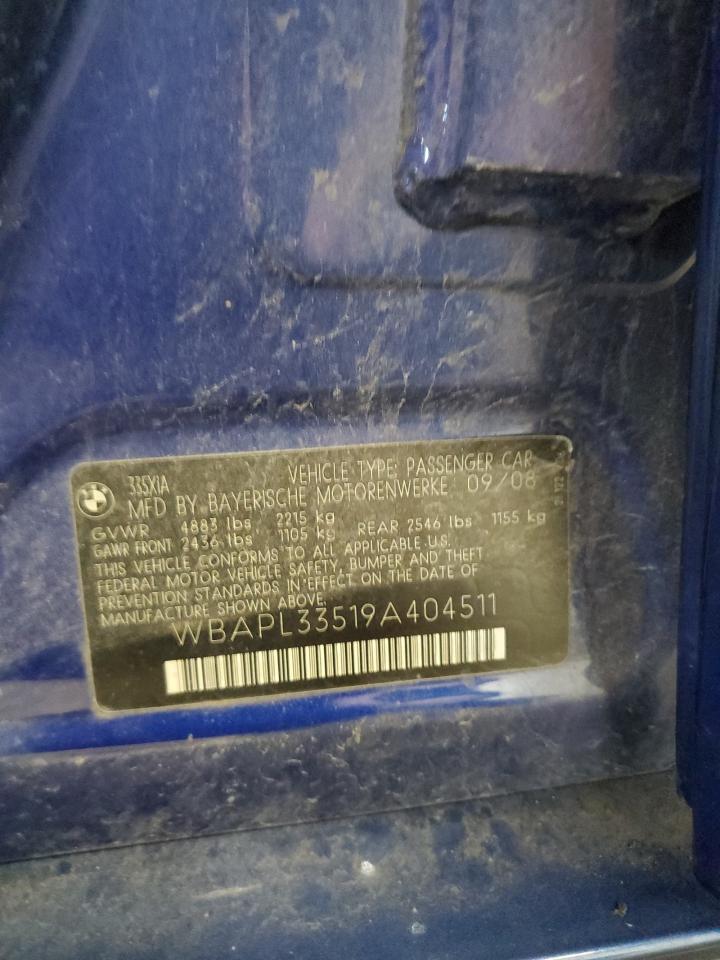 335XIA VEHICLE TYPE: PASSENGER CAR
MFD BY BAYERISCHE MOTORENWERKE 09/08
GVWR 4883 lbs 2215 kg
GAWR FRONT 2436 lbs 1105 kg REAR 2546 lbs 1155 kg
THIS VEHICLE CONFORMS TO ALL APPLICABLE U.S.
FEDERAL MOTOR VEHICLE SAFETY, BUMPER AND THEFT
PREVENTION STANDARDS IN EFFECT ON THE DATE OF
MANUFACTURE SHOWN ABOVE.
WBAPL33519A404511